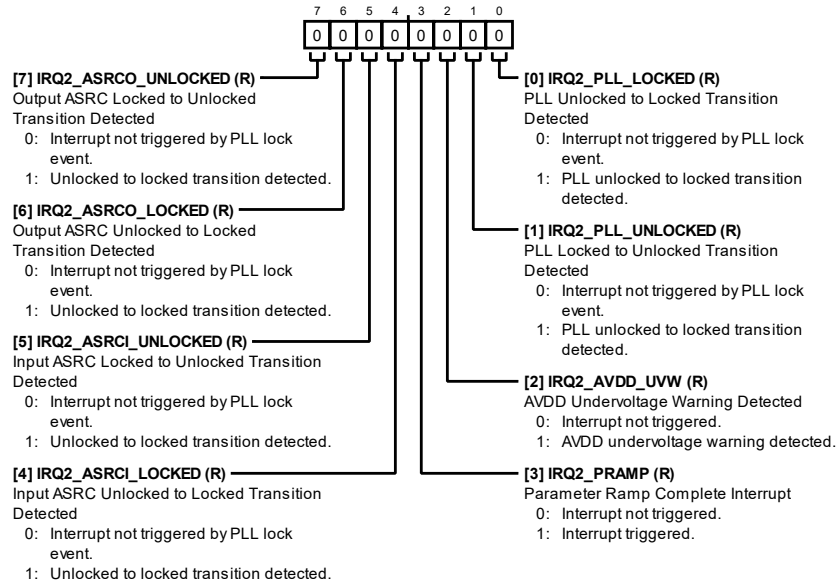 7 6 5 4 3 2 1 0
0 0 0 0 0 0 0 0
[7] IRQ2_ASRCO_UNLOCKED (R)
Output ASRC Locked to Unlocked
Transition Detected
0: Interrupt not triggered by PLL lock
event.
1: Unlocked to locked transition detected.
[6] IRQ2_ASRCO_LOCKED (R)
Output ASRC Unlocked to Locked
Transition Detected
0: Interrupt not triggered by PLL lock
event.
1: Unlocked to locked transition detected.
[5] IRQ2_ASRCI_UNLOCKED (R)
Input ASRC Locked to Unlocked Transition
Detected
0: Interrupt not triggered by PLL lock
event.
1: Unlocked to locked transition detected.
[4] IRQ2_ASRCI_LOCKED (R)
Input ASRC Unlocked to Locked Transition
Detected
0: Interrupt not triggered by PLL lock
event.
1: Unlocked to locked transition detected.
[0] IRQ2_PLL_LOCKED (R)
PLL Unlocked to Locked Transition
Detected
0: Interrupt not triggered by PLL lock
event.
1: PLL unlocked to locked transition
detected.
[1] IRQ2_PLL_UNLOCKED (R)
PLL Locked to Unlocked Transition
Detected
0: Interrupt not triggered by PLL lock
event.
1: PLL unlocked to locked transition
detected.
[2] IRQ2_AVDD_UVW (R)
AVDD Undervoltage Warning Detected
0: Interrupt not triggered.
1: AVDD undervoltage warning detected.
[3] IRQ2_PRAMP (R)
Parameter Ramp Complete Interrupt
0: Interrupt not triggered.
1: Interrupt triggered.